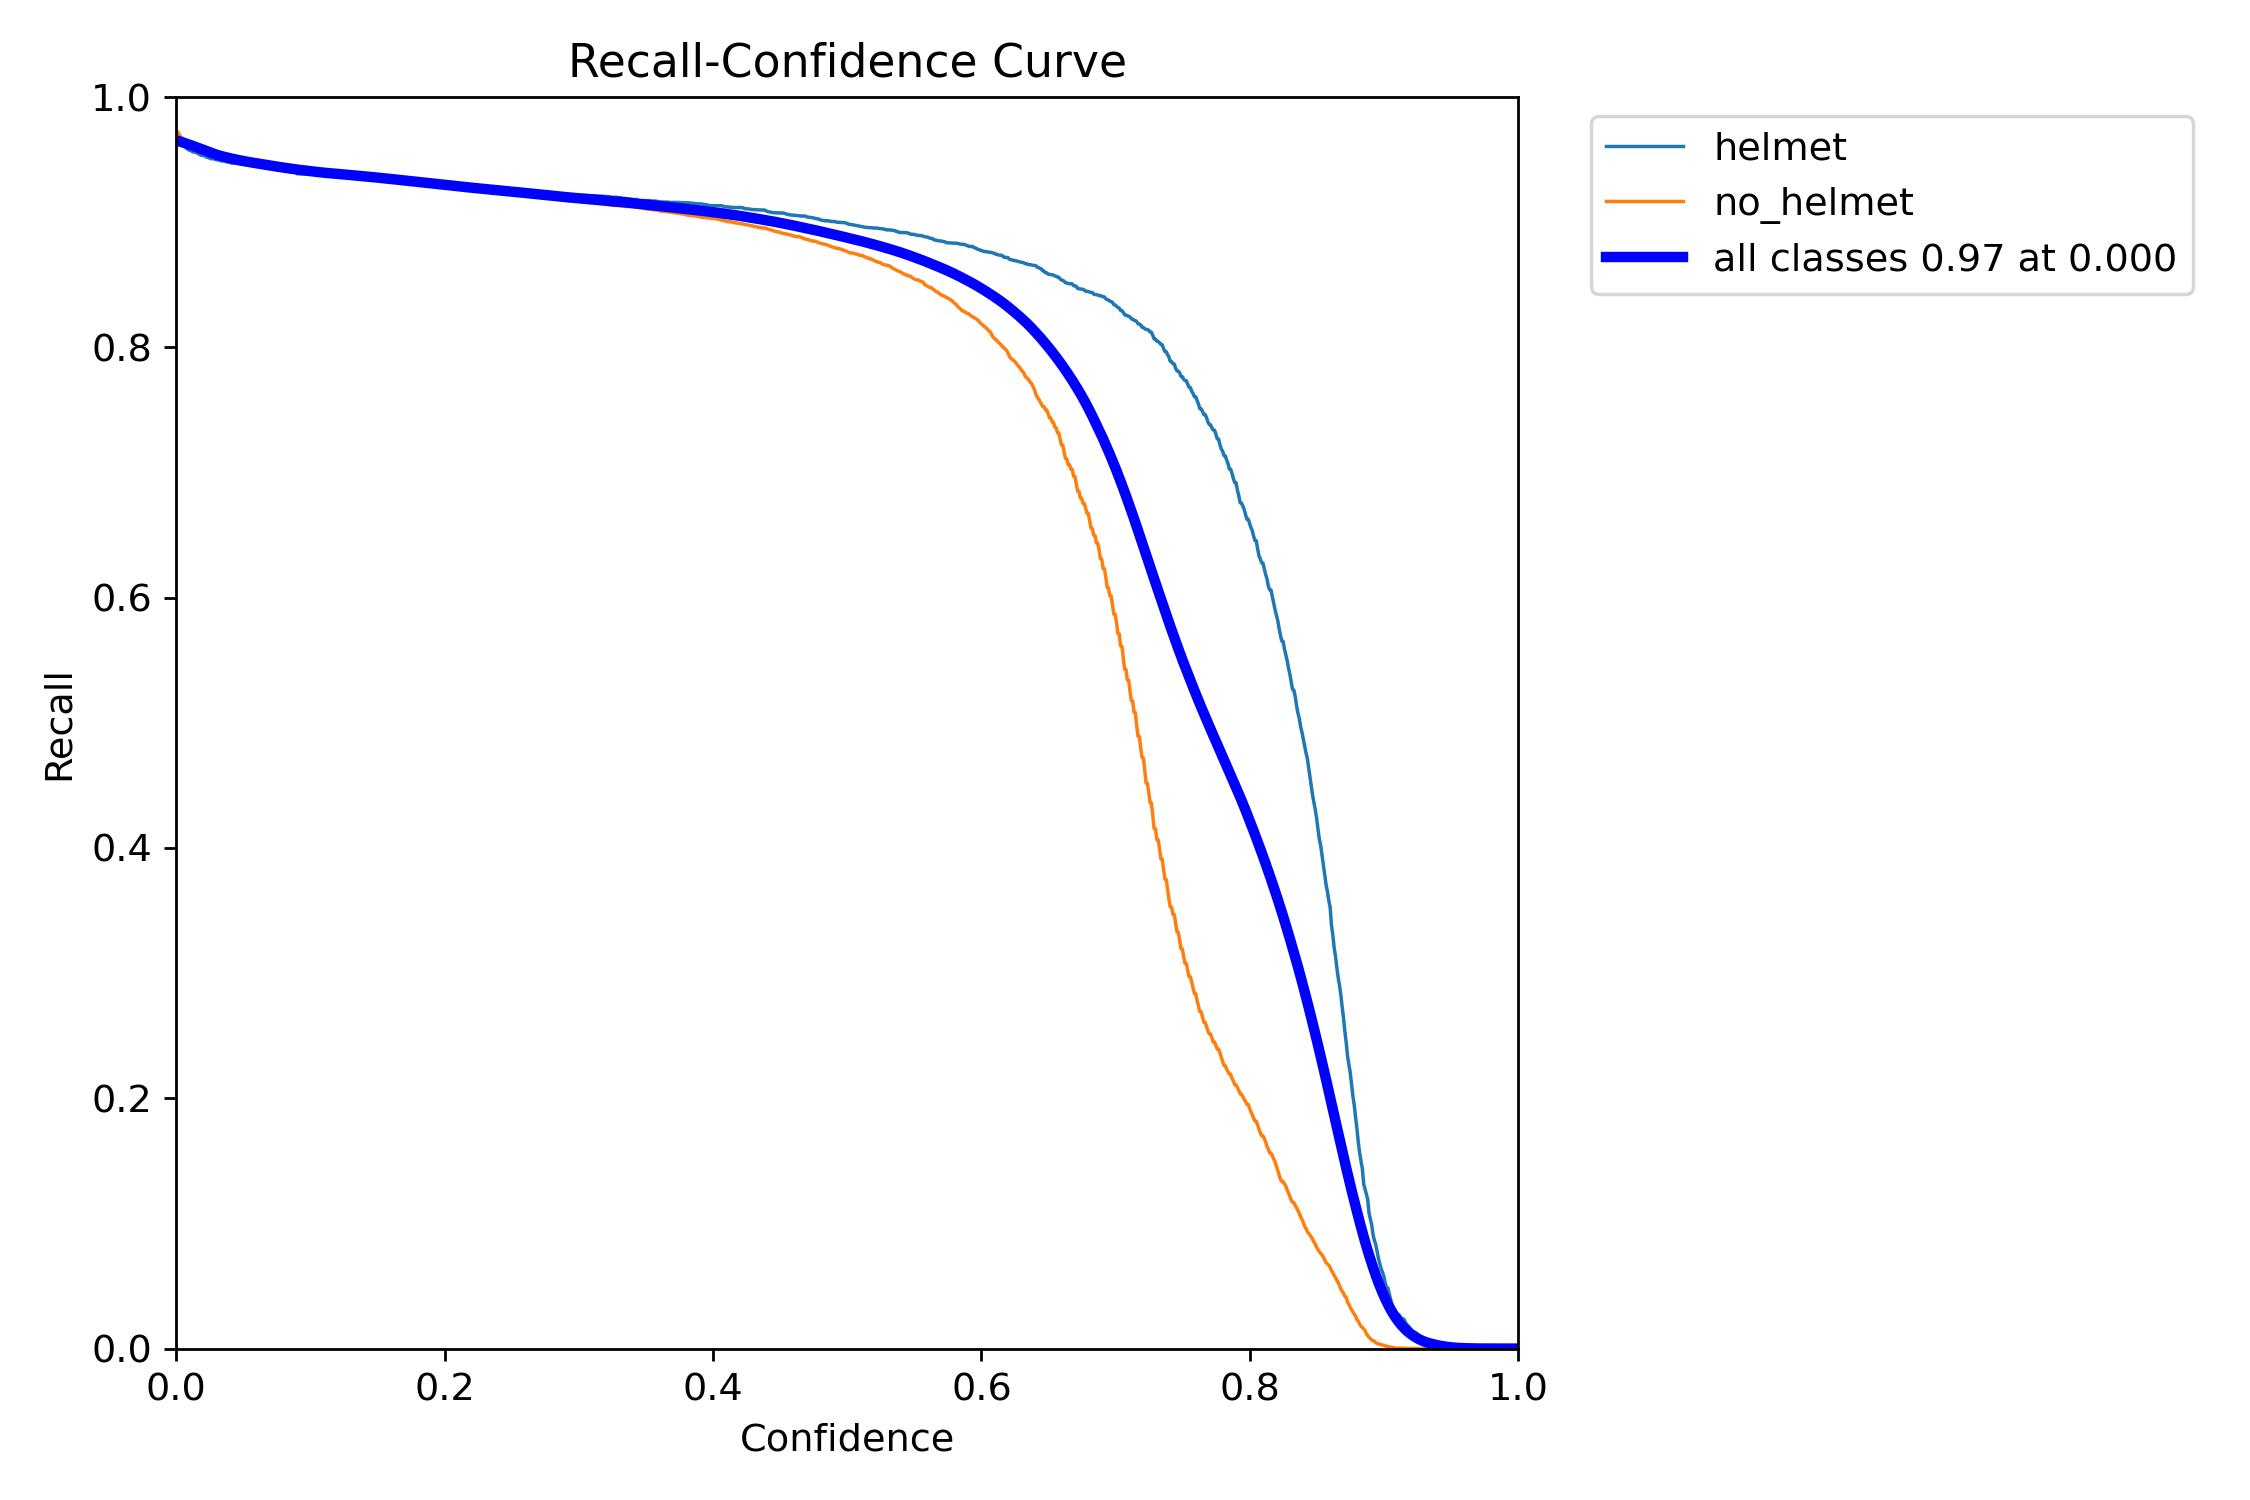 Recall-Confidence Curve
1.0
0.8
0.6
0.4
0.2
0.0
Recall
0.0 0.2 0.4 0.6 0.8 1.0
Confidence
helmet
no_helmet
all classes 0.97 at 0.000